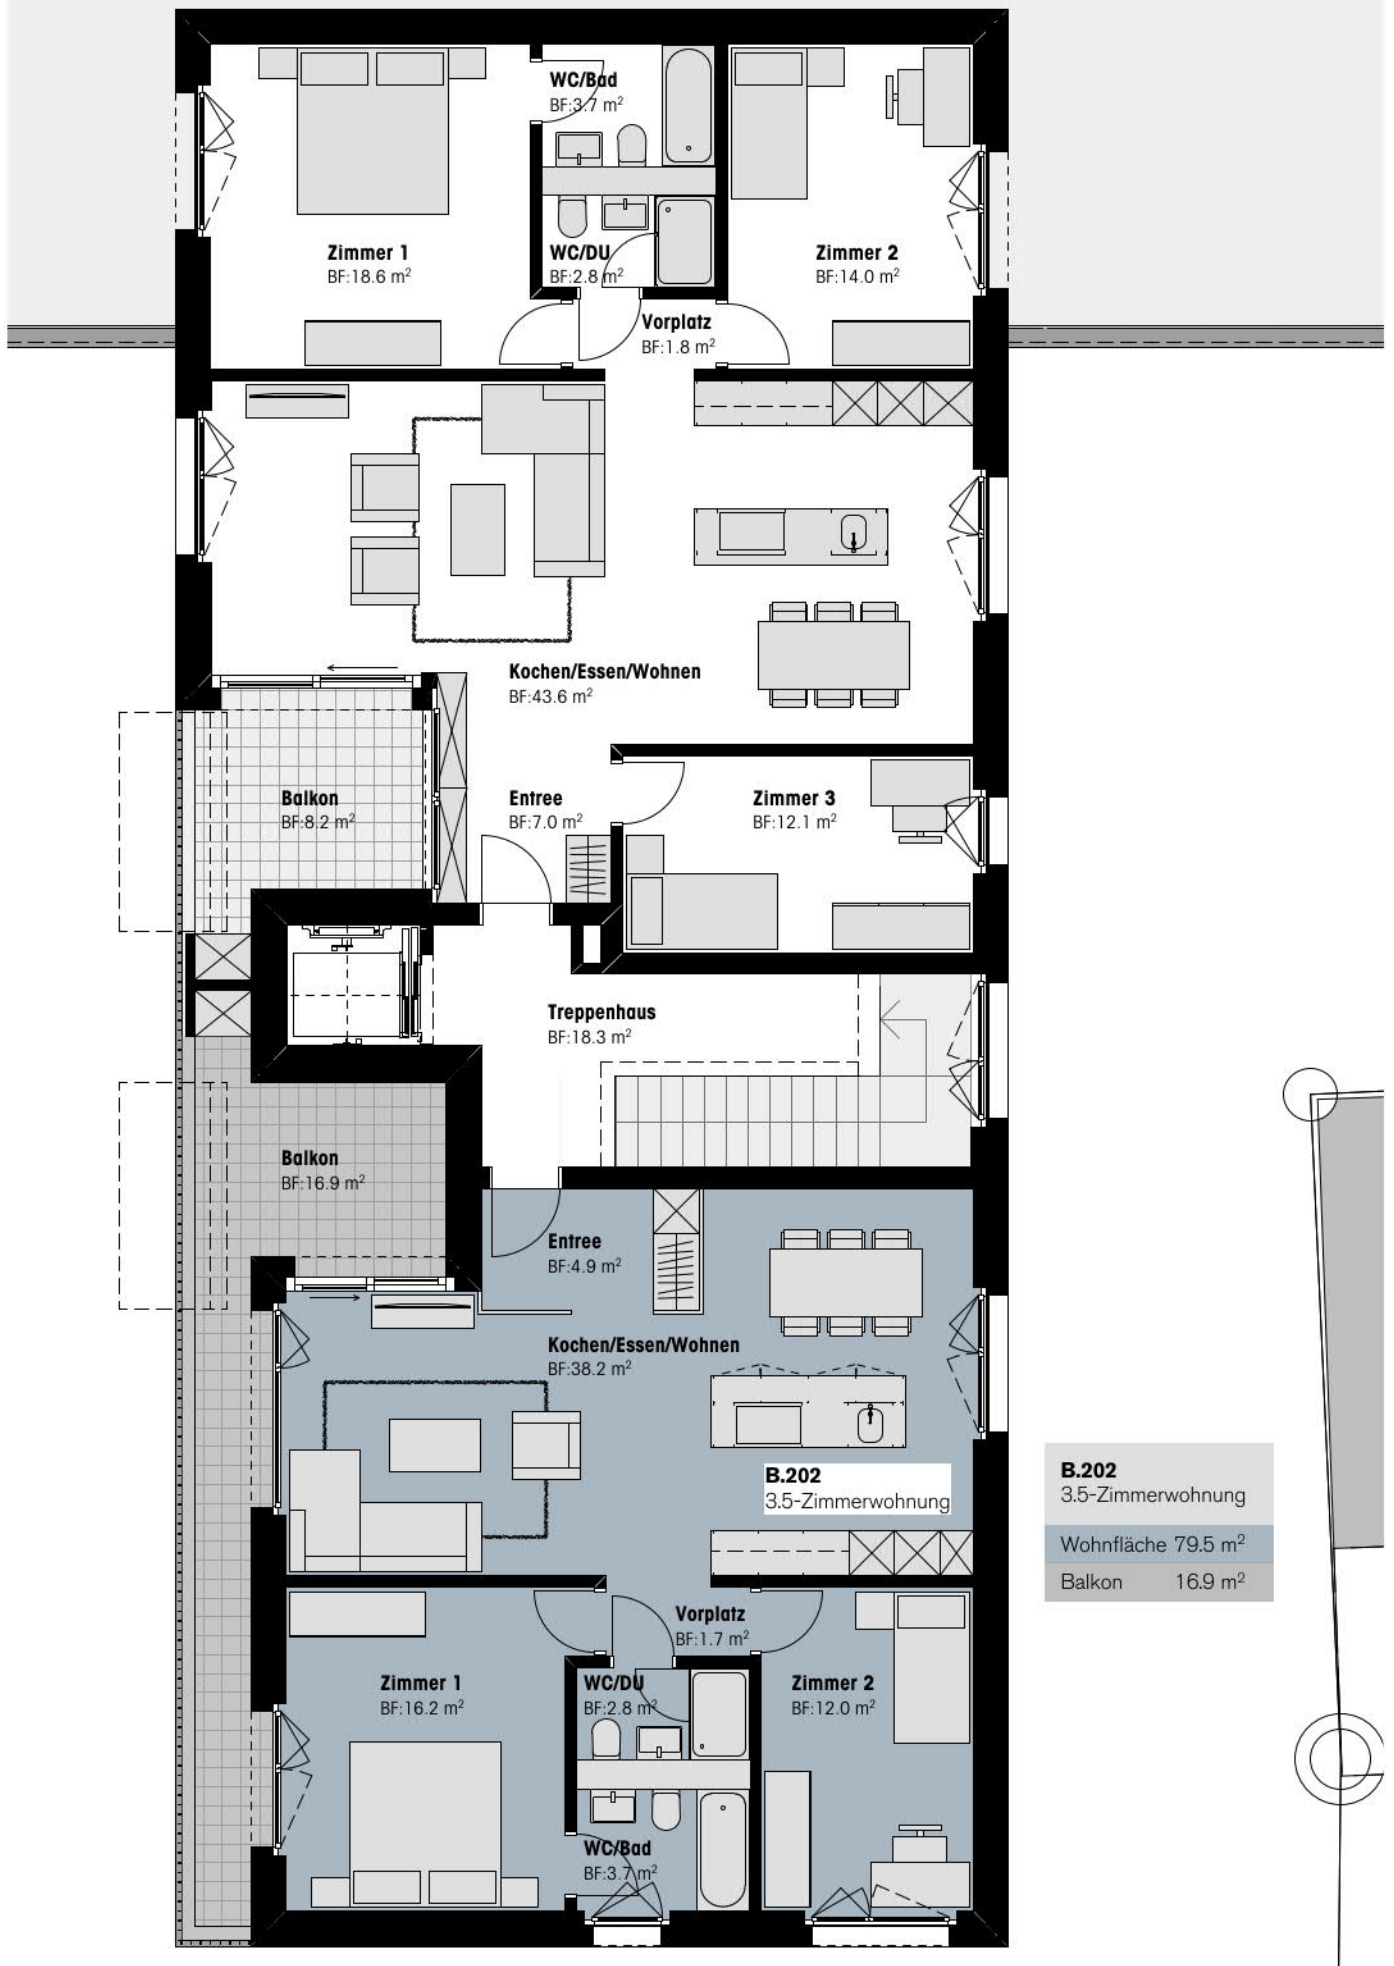 WC/Bad
BF:3.7 m²
Zimmer 1
BF:18.6 m²
WC/DU
BF:2.8 m²
Zimmer 2
BF:14.0 m²
Vorplatz
BF:1.8 m²
Kochen/Essen/Wohnen
BF:43.6 m²
Balkon
BF:8.2 m²
Entree
BF:7.0 m²
Zimmer 3
BF:12.1 m²
Treppenhaus
BF:18.3 m²
Balkon
BF:16.9 m²
Entree
BF:4.9 m²
Kochen/Essen/Wohnen
BF:38.2 m²
B.202
3.5-Zimmerwohnung
B.202
3.5-Zimmerwohnung
Wohnfläche 79.5 m²
Balkon 16.9 m²
Vorplatz
BF:1.7 m²
Zimmer 1
BF:16.2 m²
WC/DU
BF:2.8 m²
Zimmer 2
BF:12.0 m²
WC/Bad
BF:3.7 m²